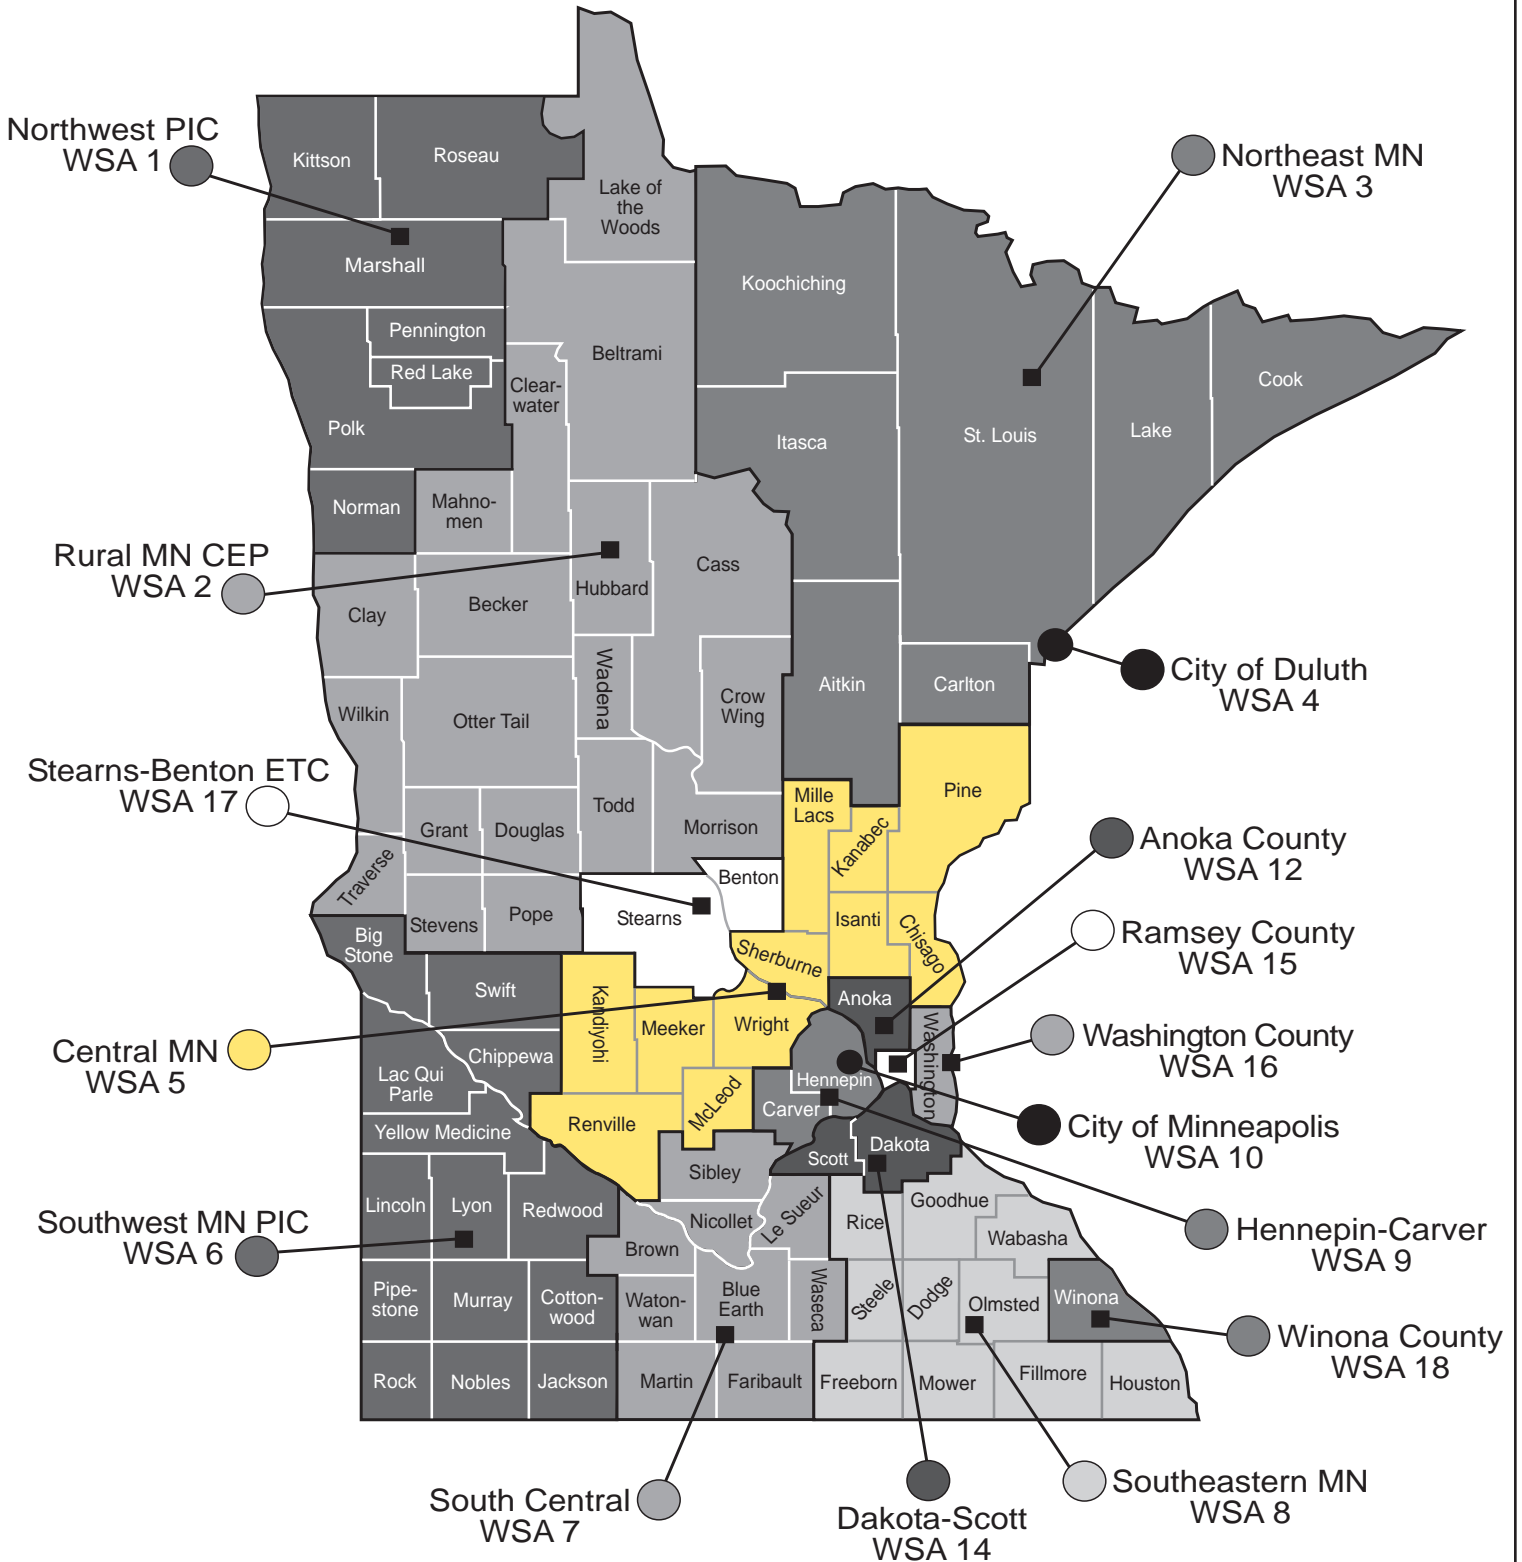 Northwest PIC
WSA 1
Kittson
Roseau
Lake of
the
Woods
Northeast MN
WSA 3
Marshall
Koochiching
Pennington
Beltrami
Red Lake
Clear-
water
Cook
Polk
Itasca
St. Louis
Lake
Norman
Mahno-
men
Rural MN CEP
WSA 2
Cass
Hubbard
Becker
Clay
Wadena
City of Duluth
WSA 4
Aitkin
Carlton
Crow
Wing
Wilkin
Otter Tail
Stearns-Benton ETC
WSA 17
Mille
Lacs
Pine
Todd
Morrison
Grant
Douglas
Kanabec
Anoka County
WSA 12
Traverse
Benton
Stevens
Pope
Stearns
Isanti
Chisago
Ramsey County
WSA 15
Big
Stone
Sherburne
Swift
Kandiyohi
Anoka
Meeker
Wright
Washington
Washington County
WSA 16
Central MN
WSA 5
Chippewa
Lac Qui
Parle
Hennepin
McLeod
Carver
City of Minneapolis
WSA 10
Renville
Yellow Medicine
Dakota
Scott
Sibley
Lincoln
Lyon
Redwood
Southwest MN PIC
WSA 6
Nicollet
Le Sueur
Rice
Goodhue
Wabasha
Hennepin-Carver
WSA 9
Brown
Pipe-
stone
Murray
Cotton-
wood
Waton-
wan
Blue
Earth
Waseca
Steele
Dodge
Olmsted
Winona
Winona County
WSA 18
Rock
Nobles
Jackson
Martin
Faribault
Freeborn
Mower
Fillmore
Houston
South Central
WSA 7
Dakota-Scott
WSA 14
Southeastern MN
WSA 8